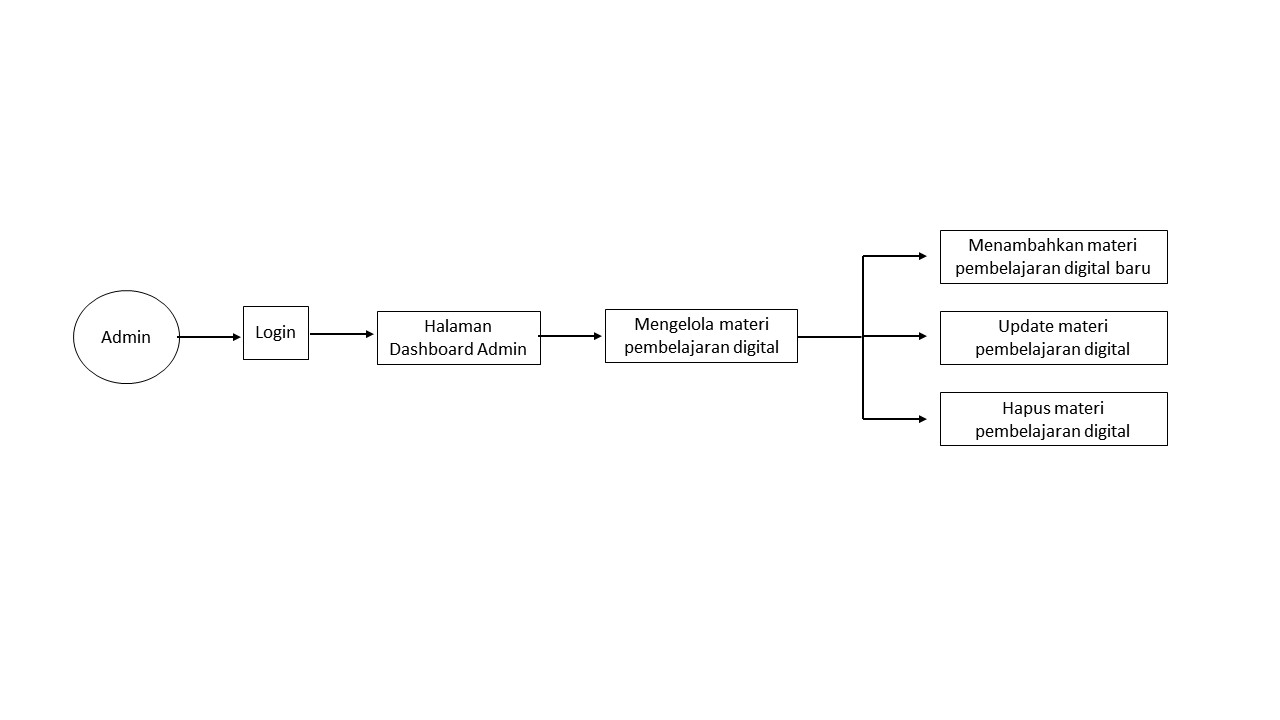 Admin
Login
Halaman
Dashboard Admin
Mengelola materi
pembelajaran digital
Menambahkan materi
pembelajaran digital baru
Update materi
pembelajaran digital
Hapus materi
pembelajaran digital